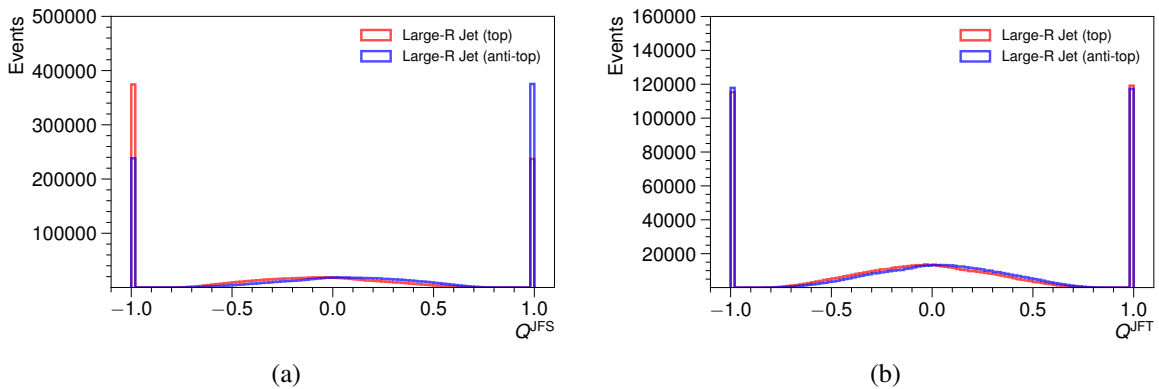 500000
400000
300000
200000
100000
Events
Large-R Jet (top)
Large-R Jet (anti-top)
−1.0 −0.5 0.0 0.5 1.0
Q^JFS
(a)
160000
140000
120000
100000
80000
60000
40000
20000
Events
Large-R Jet (top)
Large-R Jet (anti-top)
−1.0 −0.5 0.0 0.5 1.0
Q^JFT
(b)